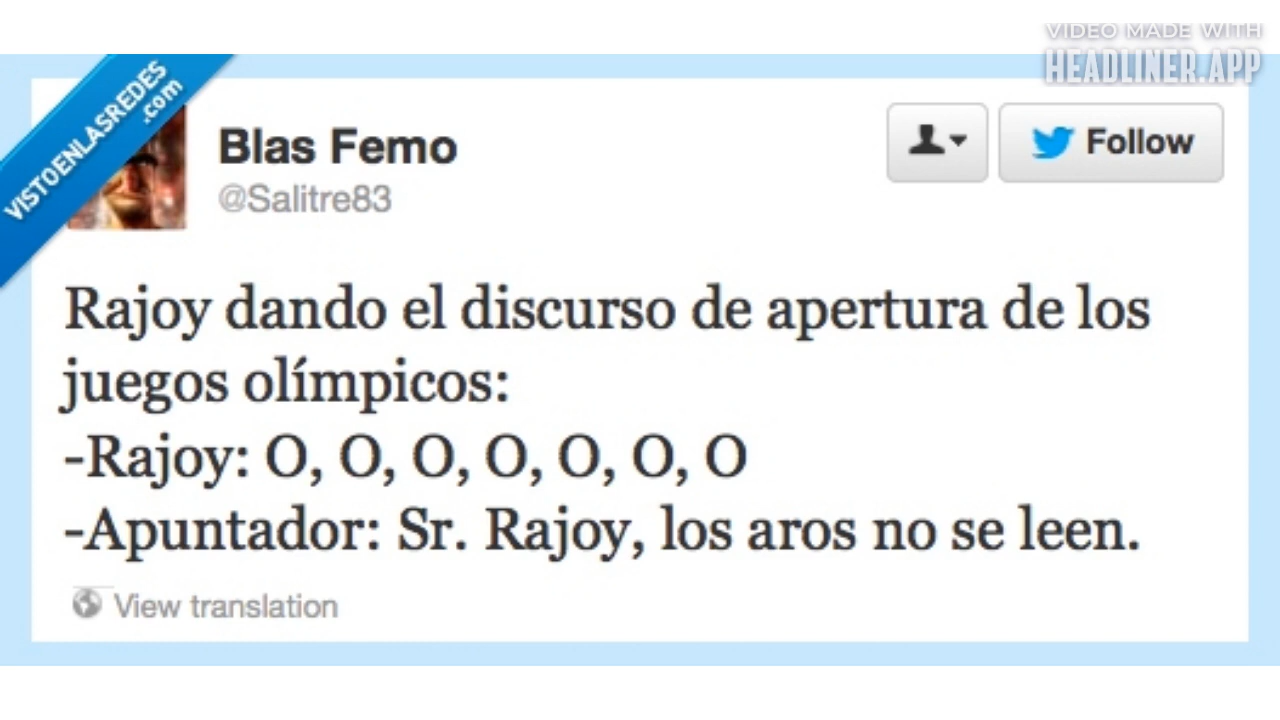 VIDEO MADE WITH
HEADLINER.APP
VISTOENLASREDES
.com
Blas Femo
@Salitre83
Follow
Rajoy dando el discurso de apertura de los
juegos olímpicos:
-Rajoy: O, O, O, O, O, O, O
-Apuntador: Sr. Rajoy, los aros no se leen.
View translation